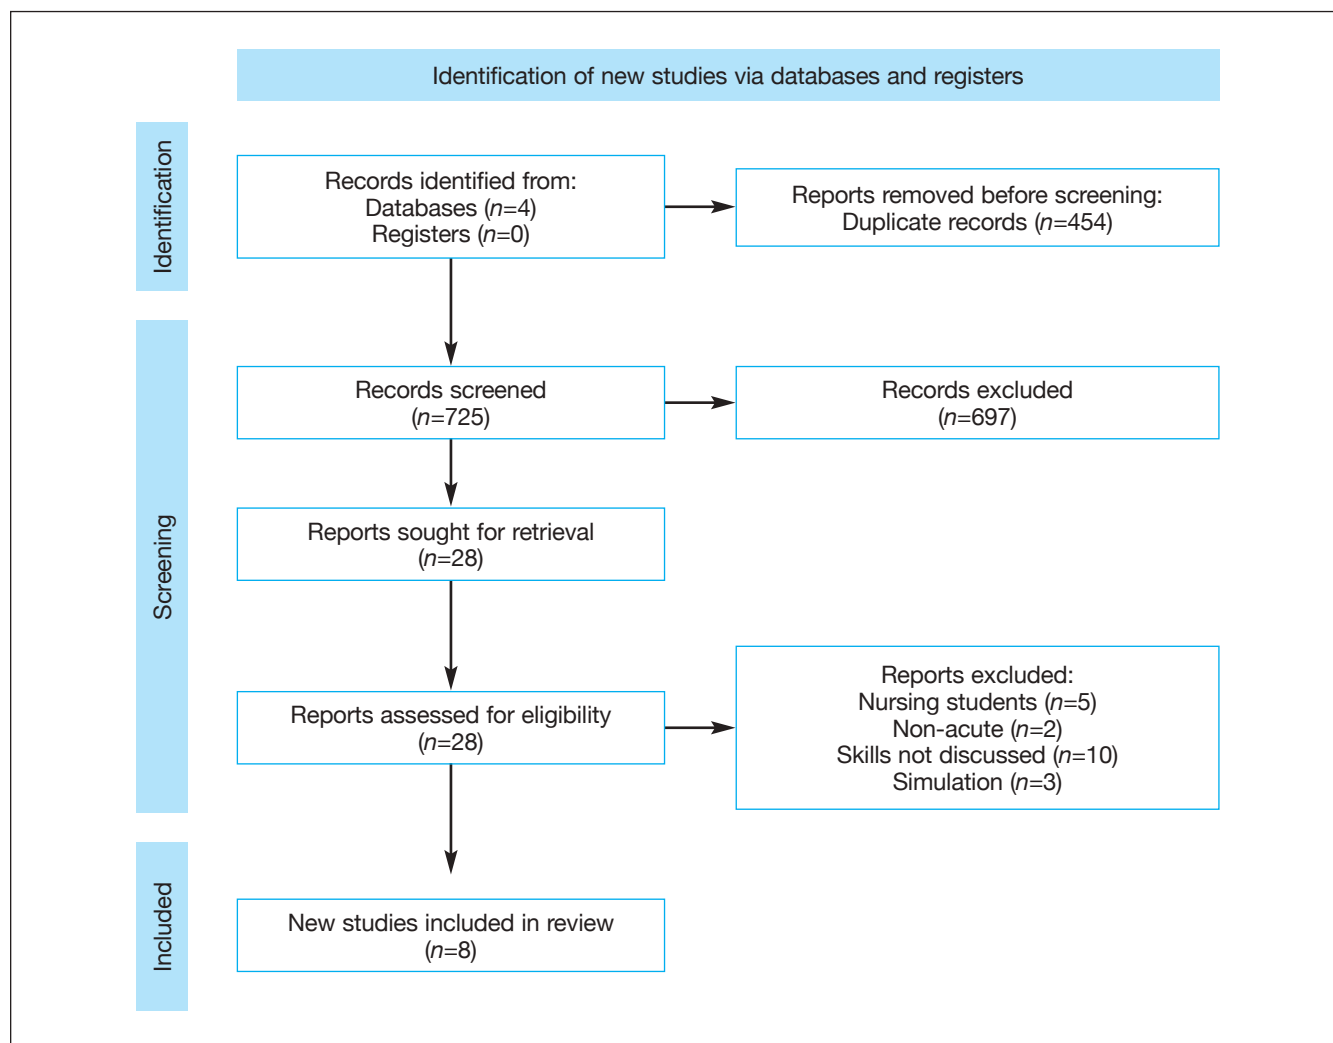 Identification of new studies via databases and registers
Identification
Records identified from:
Databases (n=4)
Registers (n=0)
Reports removed before screening:
Duplicate records (n=454)
Screening
Records screened
(n=725)
Records excluded
(n=697)
Reports sought for retrieval
(n=28)
Reports assessed for eligibility
(n=28)
Reports excluded:
Nursing students (n=5)
Non-acute (n=2)
Skills not discussed (n=10)
Simulation (n=3)
Included
New studies included in review
(n=8)